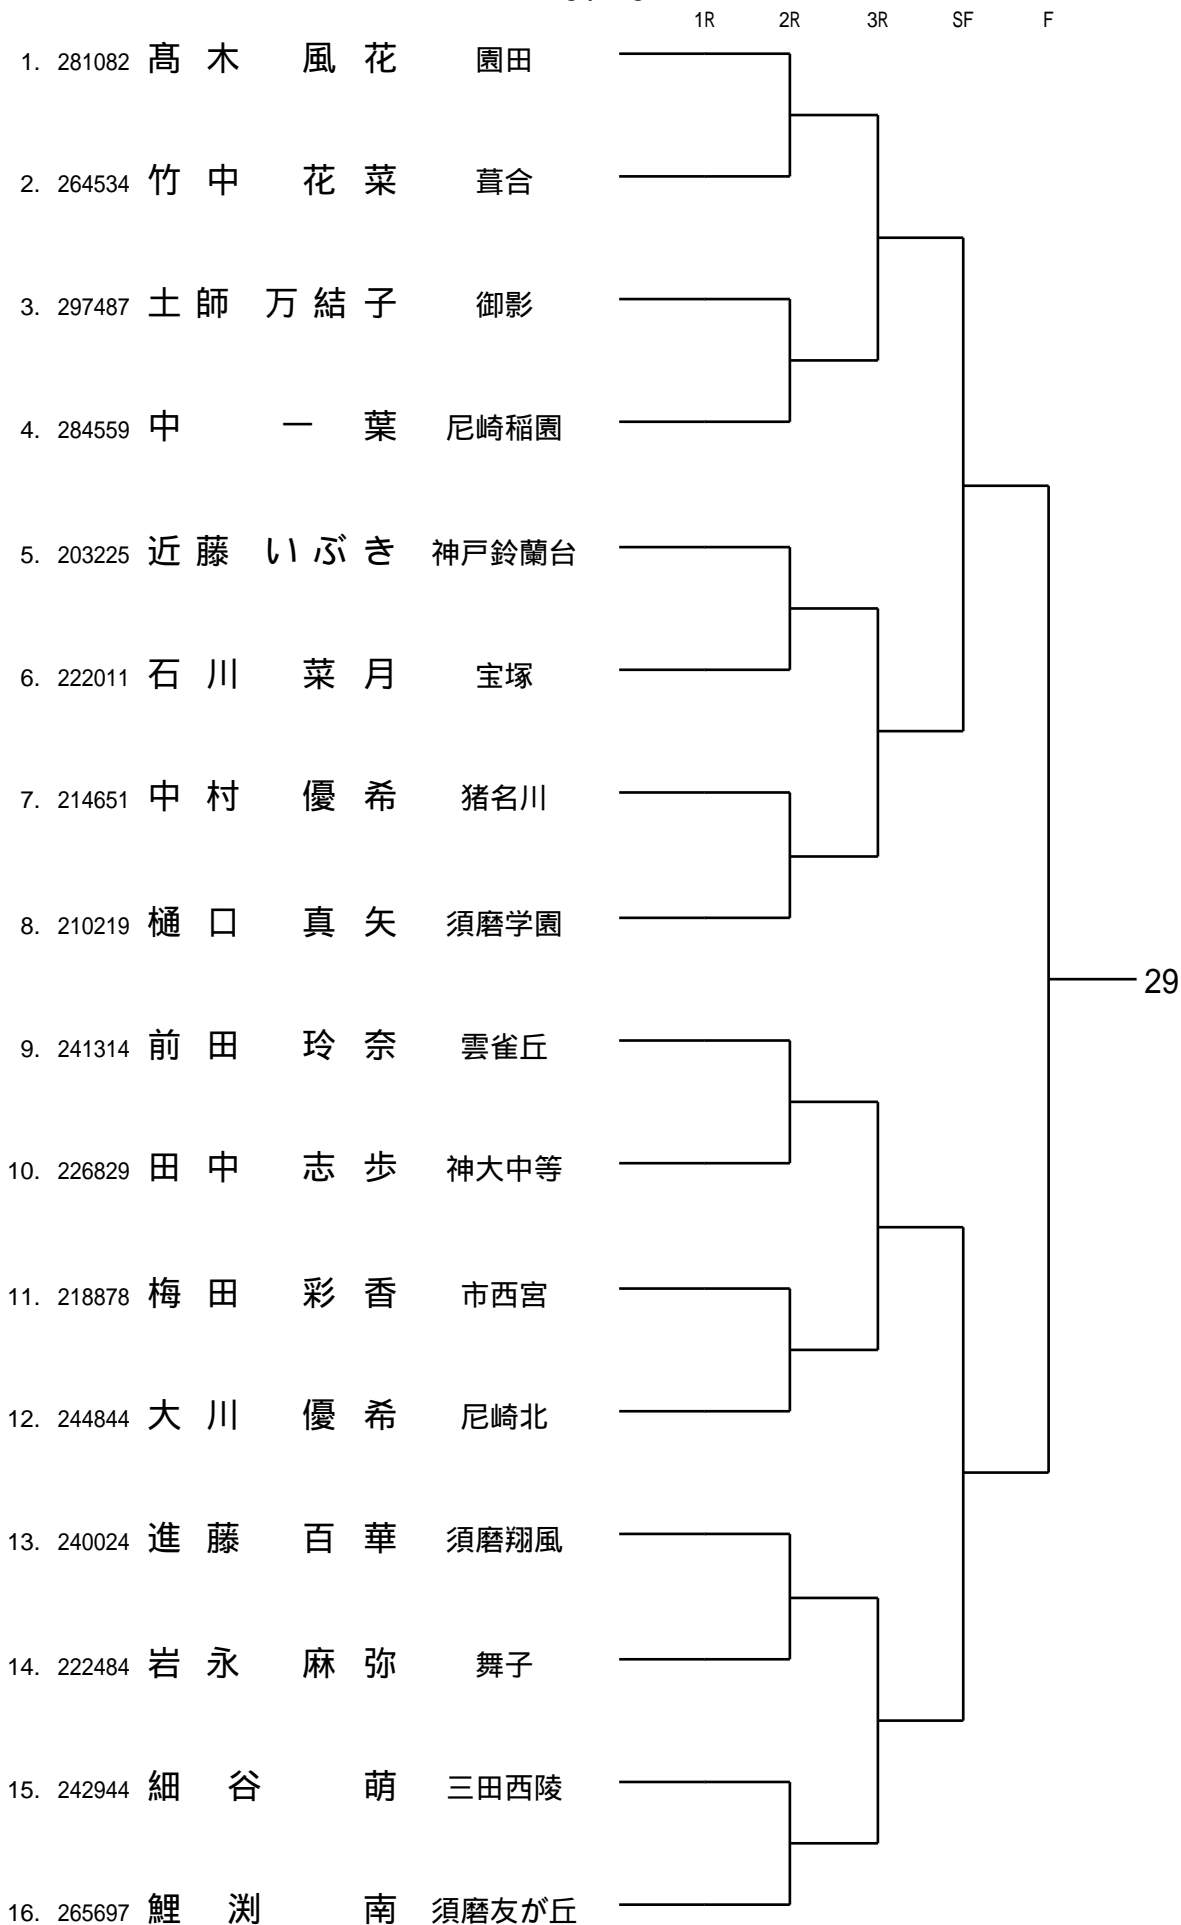 1R 2R 3R SF F
1. 281082 髙木 風花 園田
2. 264534 竹中 花菜 葺合
3. 297487 土師 万結子 御影
4. 284559 中 一葉 尼崎稲園
5. 203225 近藤 いぶき 神戸鈴蘭台
6. 222011 石川 菜月 宝塚
7. 214651 中村 優希 猪名川
8. 210219 樋口 真矢 須磨学園
29
9. 241314 前田 玲奈 雲雀丘
10. 226829 田中 志歩 神大中等
11. 218878 梅田 彩香 市西宮
12. 244844 大川 優希 尼崎北
13. 240024 進藤 百華 須磨翔風
14. 222484 岩永 麻弥 舞子
15. 242944 細谷 萌 三田西陵
16. 265697 鯉渕 南 須磨友が丘